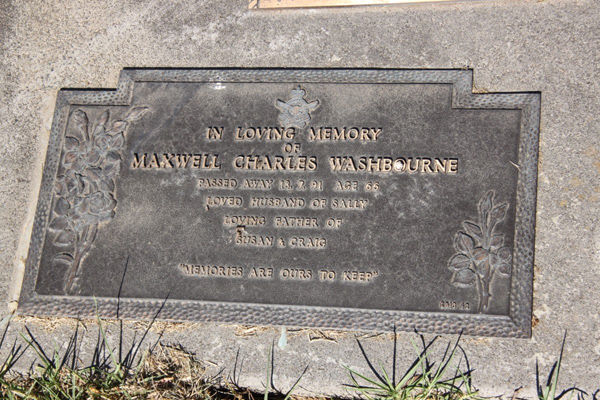 IN LOVING MEMORY
OF
MAXWELL CHARLES WASHBOURNE
PASSED AWAY 18.7.91 AGE 66
LOVED HUSBAND OF SALLY
LOVING FATHER OF
SUSAN & CRAIG
"MEMORIES ARE OURS TO KEEP"